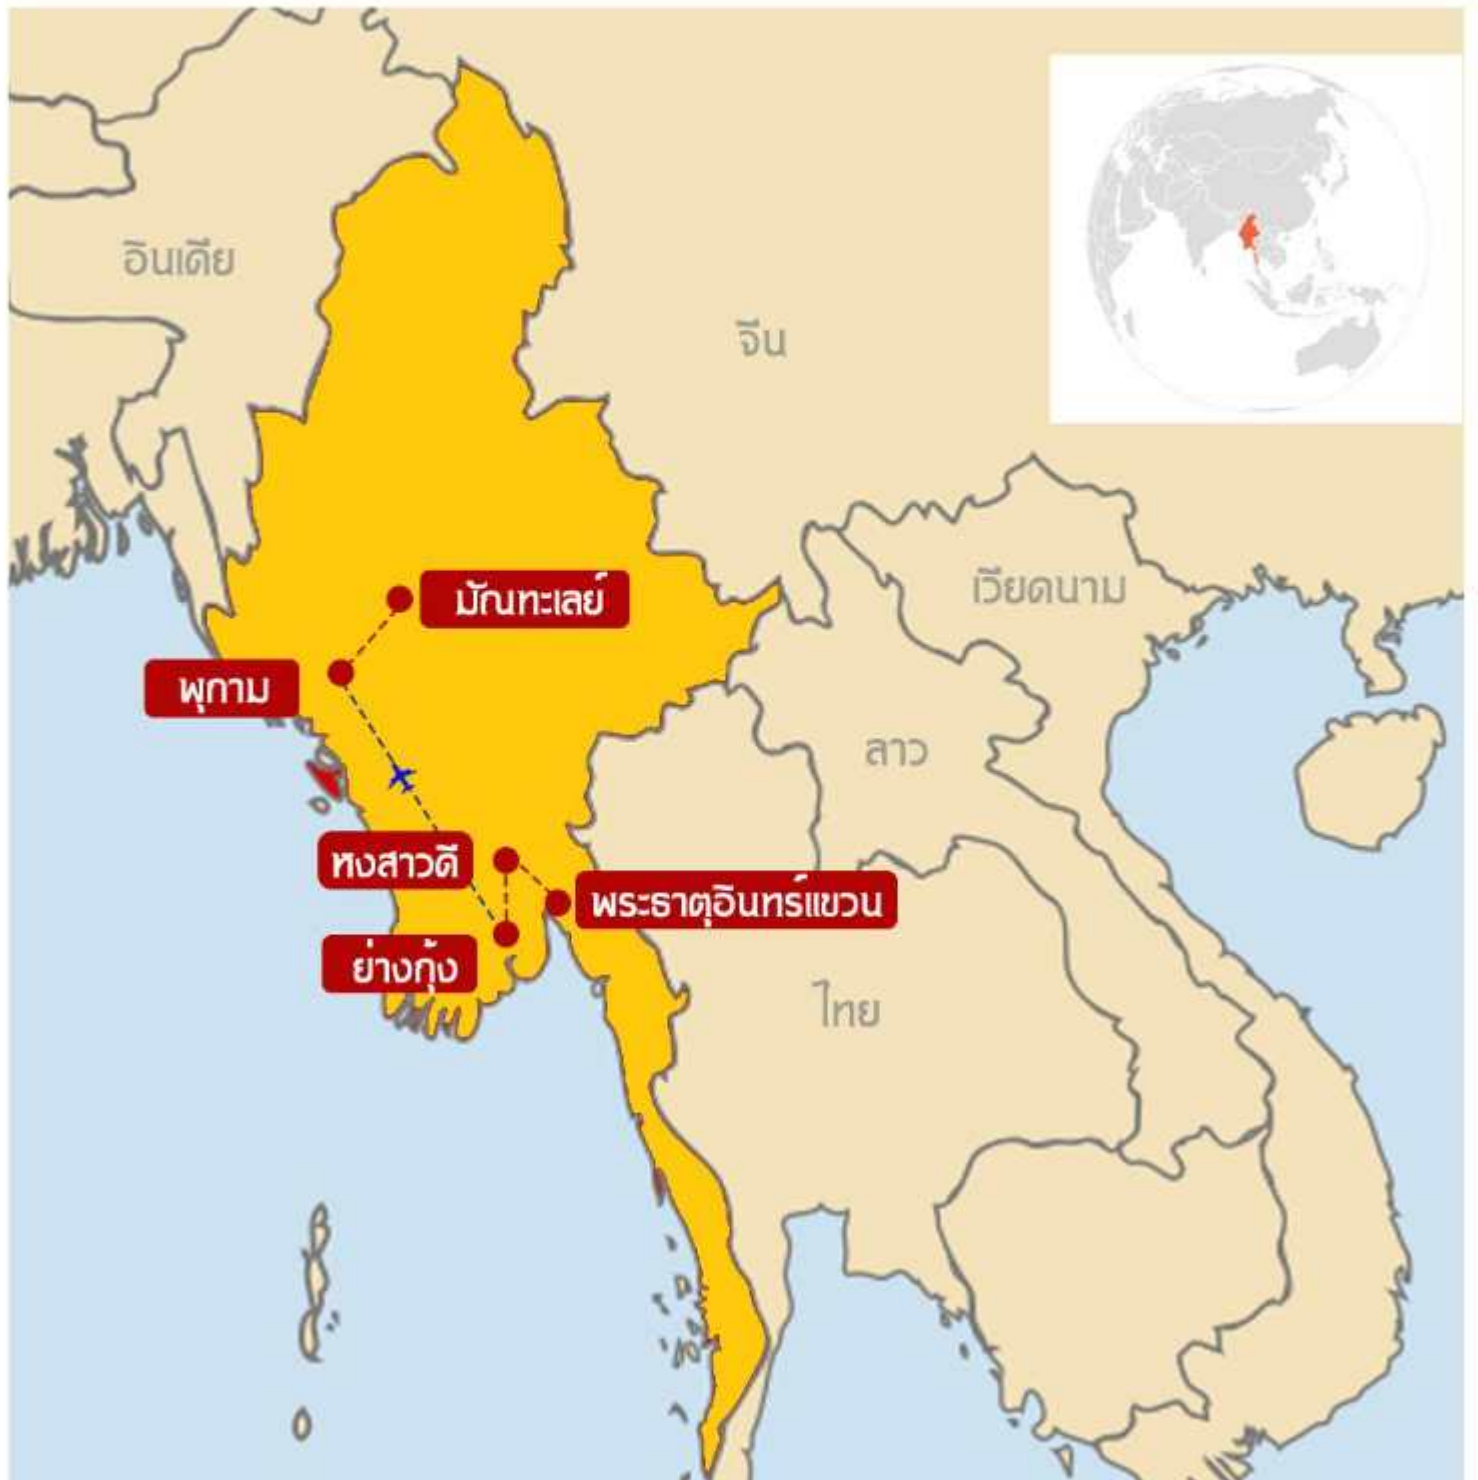 อินเดีย
จีน
เวียดนาม
มัณฑะเลย์
พุกาม
ลาว
หงสาวดี
พระธาตุอินทร์แขวน
ย่างกุ้ง
ไทย